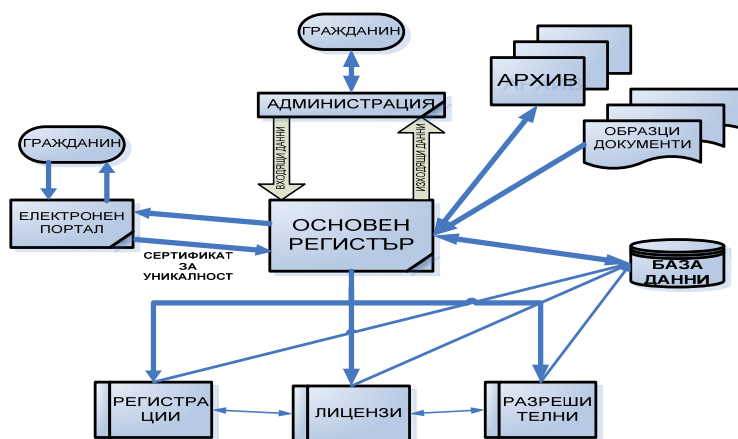 ГРАЖДАНИН
АРХИВ
АДМИНИСТРАЦИЯ
ОБРАЗЦИ
ДОКУМЕНТИ
ГРАЖДАНИН
ВХОДЯЩИ ДАННИ
ИЗХОДЯЩИ ДАННИ
ЕЛЕКТРОНЕН
ПОРТАЛ
ОСНОВЕН
РЕГИСТЪР
СЕРТИФИКАТ
ЗА
УНИКАЛНОСТ
БАЗА
ДАННИ
РЕГИСТРА
ЦИИ
ЛИЦЕНЗИ
РАЗРЕШИ
ТЕЛНИ